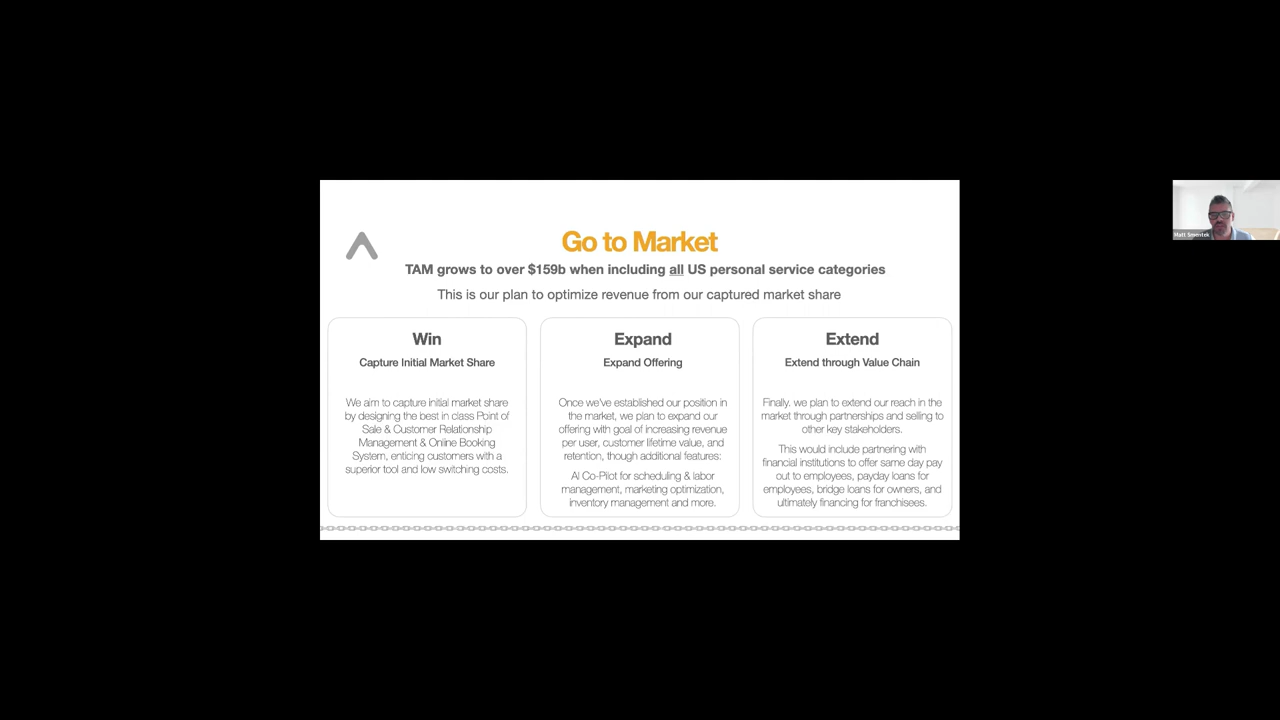 Go to Market
TAM grows to over $159b when including all US personal service categories
This is our plan to optimize revenue from our captured market share
Win
Capture Initial Market Share
We aim to capture initial market share
by designing the best in class Point of
Sale & Customer Relationship
Management & Online Booking
System, enticing customers with a
superior tool and low switching costs.
Expand
Expand Offering
Once we've established our position in
the market, we plan to expand our
offering with goal of increasing revenue
per user, customer lifetime value, and
retention, though additional features:
AI Co-Pilot for scheduling & labor
management, marketing optimization,
inventory management and more.
Extend
Extend through Value Chain
Finally. we plan to extend our reach in the
market through partnerships and selling to
other key stakeholders.
This would include partnering with
financial institutions to offer same day pay
out to employees, payday loans for
employees, bridge loans for owners, and
ultimately financing for franchisees.
Matt